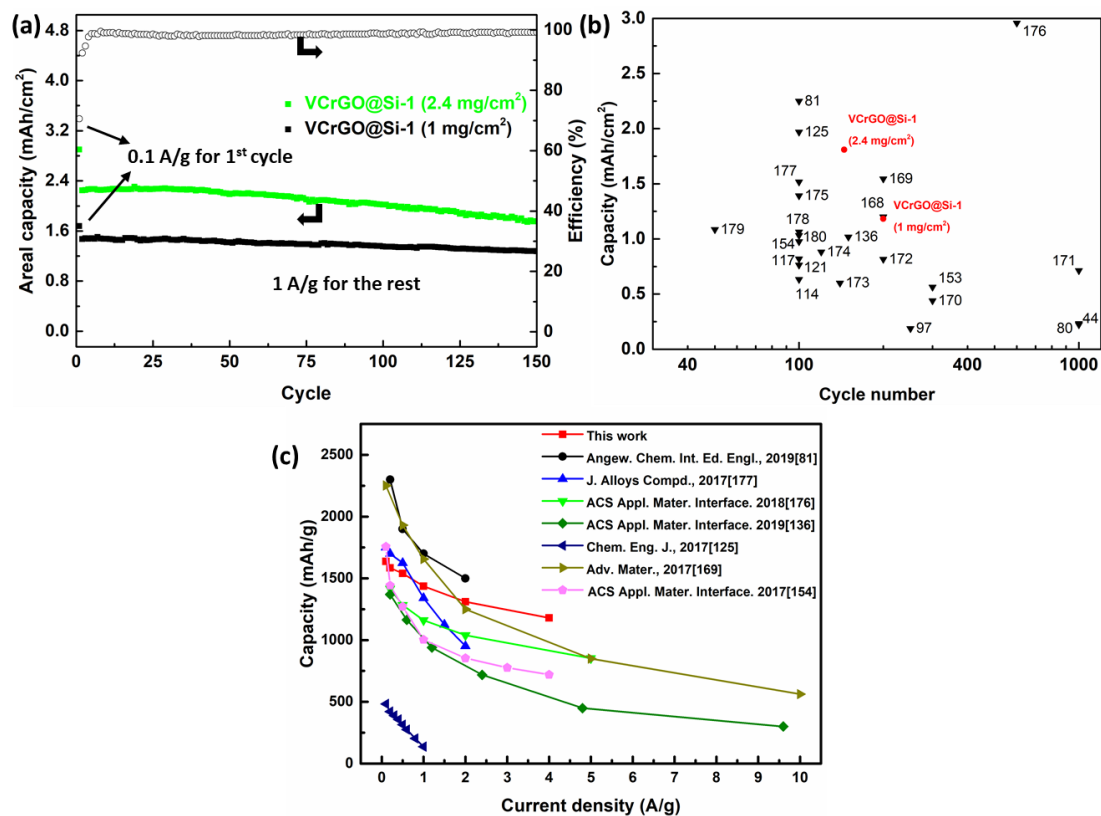 (a)
4.8
4.0
3.2
2.4
1.6
0.8
0.0
Areal capacity (mAh/cm²)
100
80
60
40
20
0
Efficiency (%)
VCrGO@Si-1 (2.4 mg/cm²)
VCrGO@Si-1 (1 mg/cm²)
0.1 A/g for 1st cycle
1 A/g for the rest
0
25
50
75
100
125
150
Cycle
(b)
3.0
2.5
2.0
1.5
1.0
0.5
0.0
Capacity (mAh/cm²)
176
81
125
VCrGO@Si-1
(2.4 mg/cm²)
177
175
169
168
VCrGO@Si-1
(1 mg/cm²)
178
179
180
136
154
174
117
121
172
171
114
173
153
170
97
44
80
40
100
200
400
1000
Cycle number
(c)
2500
2000
1500
1000
500
0
Capacity (mAh/g)
This work
Angew. Chem. Int. Ed. Engl., 2019[81]
J. Alloys Compd., 2017[177]
ACS Appl. Mater. Interface. 2018[176]
ACS Appl. Mater. Interface. 2019[136]
Chem. Eng. J., 2017[125]
Adv. Mater., 2017[169]
ACS Appl. Mater. Interface. 2017[154]
0
1
2
3
4
5
6
7
8
9
10
Current density (A/g)